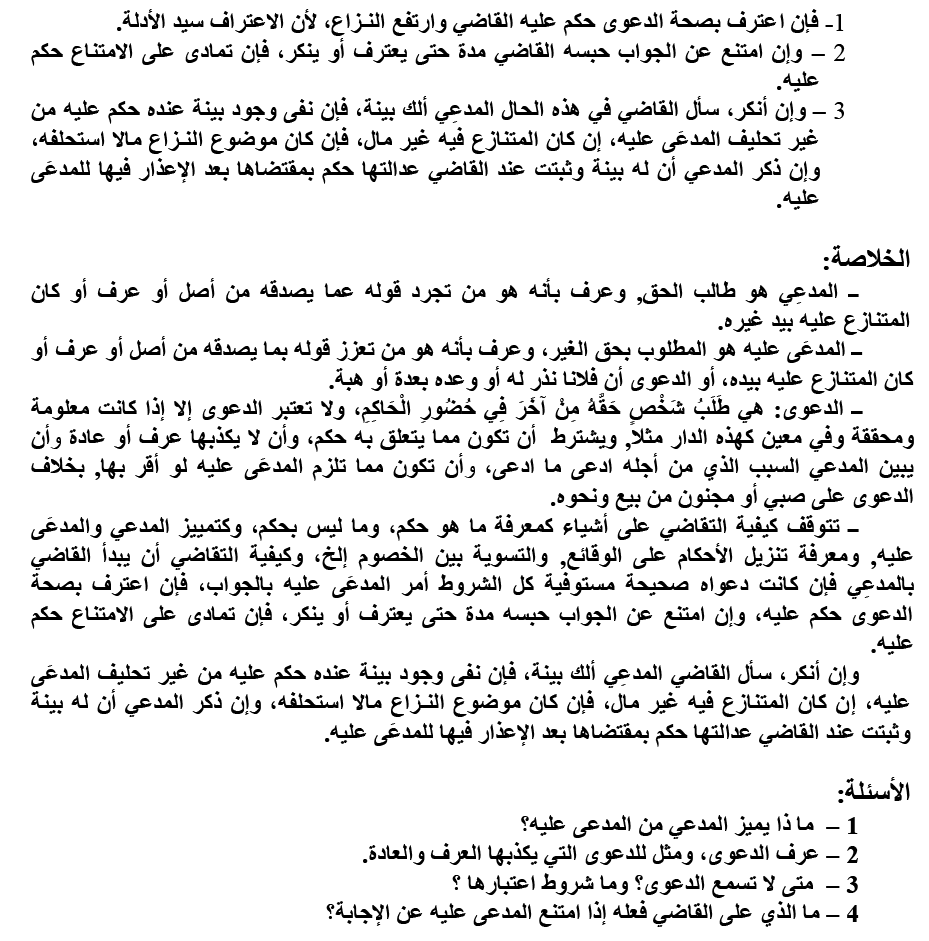 1- فإن اعترف بصحة الدعوى حكم عليه القاضي وارتفع النـزاع، لأن الاعتراف سيد الأدلة.
2 – وإن امتنع عن الجواب حبسه القاضي مدة حتى يعترف أو ينكر، فإن تمادى على الامتناع حكم
عليه.
3 – وإن أنكر، سأل القاضي في هذه الحال المدعِي ألك بينة، فإن نفى وجود بينة عنده حكم عليه من
غير تحليف المدعَى عليه، إن كان المتنازع فيه غير مال، فإن كان موضوع النـزاع مالا استحلفه،
وإن ذكر المدعي أن له بينة وثبتت عند القاضي عدالتها حكم بمقتضاها بعد الإعذار فيها للمدعَى
عليه.
الخلاصة:
ـ المدعِي هو طالب الحق, وعرف بأنه هو من تجرد قوله عما يصدقه من أصل أو عرف أو كان
المتنازع عليه بيد غيره.
ـ المدعَى عليه هو المطلوب بحق الغير، وعرف بأنه هو من تعزز قوله بما يصدقه من أصل أو عرف أو
كان المتنازع عليه بيده، أو الدعوى أن فلانا نذر له أو وعده بعدة أو هبة.
ـ الدعوى: هي طَلَبُ شَخْصٍ حَقَّهُ مِنْ آخَرَ فِي حُضُورِ الْحَاكِمِ، ولا تعتبر الدعوى إلا إذا كانت معلومة
ومحققة وفي معين كهذه الدار مثلاً, ويشترط أن تكون مما يتعلق به حكم، وأن لا يكذبها عرف أو عادة وأن
يبين المدعي السبب الذي من أجله ادعى ما ادعى، وأن تكون مما تلزم المدعَى عليه لو أقر بها, بخلاف
الدعوى على صبي أو مجنون من بيع ونحوه.
ـ تتوقف كيفية التقاضي على أشياء كمعرفة ما هو حكم، وما ليس بحكم، وكتمييز المدعي والمدعَى
عليه, ومعرفة تنزيل الأحكام على الوقائع, والتسوية بين الخصوم إلخ، وكيفية التقاضي أن يبدأ القاضي
بالمدعِي فإن كانت دعواه صحيحة مستوفية كل الشروط أمر المدعَى عليه بالجواب، فإن اعترف بصحة
الدعوى حكم عليه، وإن امتنع عن الجواب حبسه مدة حتى يعترف أو ينكر، فإن تمادى على الامتناع حكم
عليه.
وإن أنكر، سأل القاضي المدعِي ألك بينة، فإن نفى وجود بينة عنده حكم عليه من غير تحليف المدعَى
عليه، إن كان المتنازع فيه غير مال، فإن كان موضوع النـزاع مالا استحلفه، وإن ذكر المدعي أن له بينة
وثبتت عند القاضي عدالتها حكم بمقتضاها بعد الإعذار فيها للمدعَى عليه.
الأسئلة:
1 – ما ذا يميز المدعي من المدعى عليه؟
2 – عرف الدعوى، ومثل للدعوى التي يكذبها العرف والعادة.
3 – متى لا تسمع الدعوى؟ وما شروط اعتبارها ؟
4 – ما الذي على القاضي فعله إذا امتنع المدعى عليه عن الإجابة؟